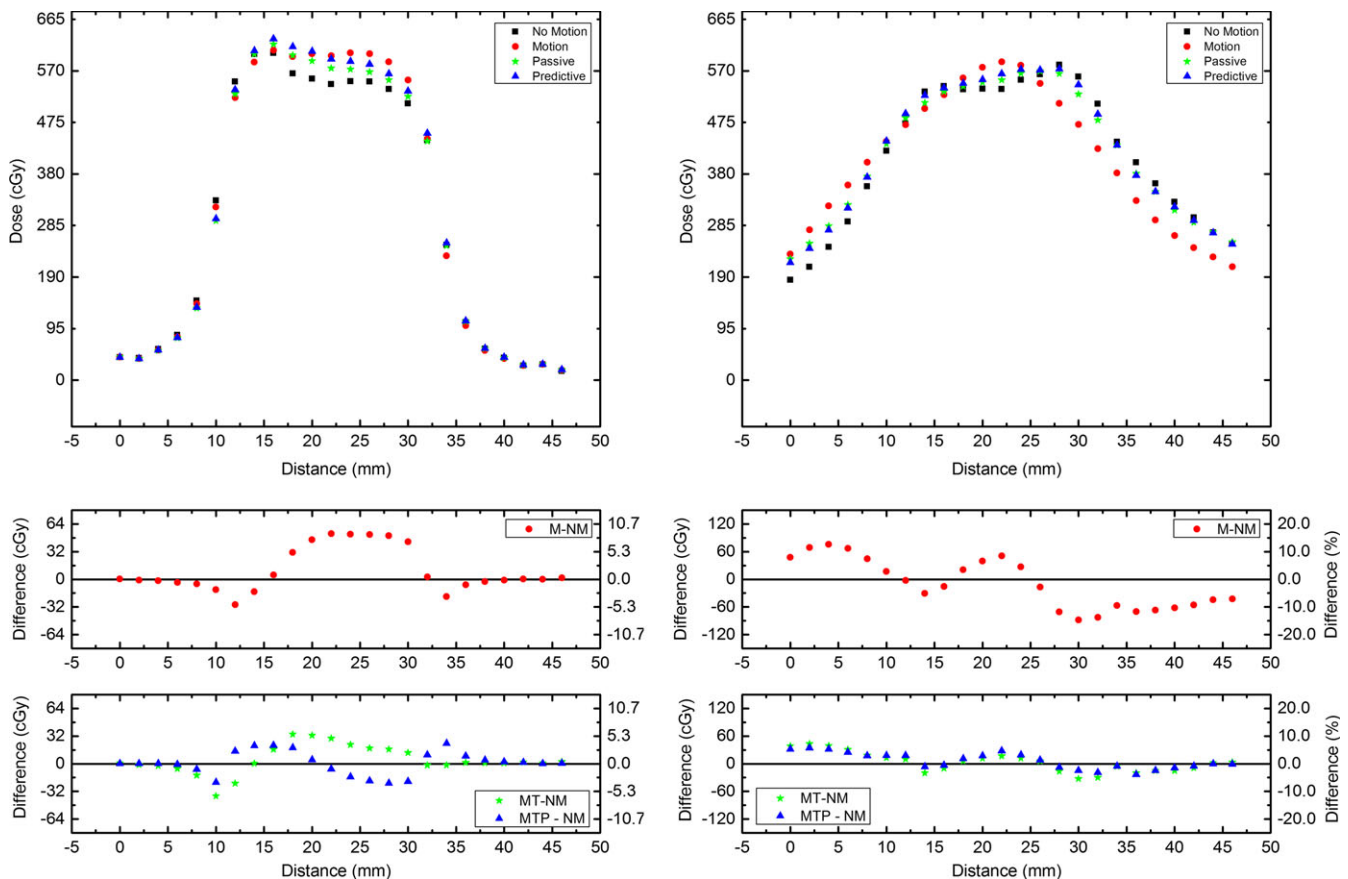 665
570
475
380
285
190
95
0
Dose (cGy)
No Motion
Motion
Passive
Predictive
-5 0 5 10 15 20 25 30 35 40 45 50
Distance (mm)
665
570
475
380
285
190
95
0
Dose (cGy)
No Motion
Motion
Passive
Predictive
-5 0 5 10 15 20 25 30 35 40 45 50
Distance (mm)
64
32
0
-32
-64
Difference (cGy)
M-NM
10.7
5.3
0.0
-5.3
-10.7
-5 0 5 10 15 20 25 30 35 40 45 50
120
60
0
-60
-120
Difference (cGy)
M-NM
20.0
10.0
0.0
-10.0
-20.0
Difference (%)
-5 0 5 10 15 20 25 30 35 40 45 50
64
32
0
-32
-64
Difference (cGy)
MT-NM
MTP - NM
10.7
5.3
0.0
-5.3
-10.7
-5 0 5 10 15 20 25 30 35 40 45 50
Distance (mm)
120
60
0
-60
-120
Difference (cGy)
MT-NM
MTP - NM
20.0
10.0
0.0
-10.0
-20.0
Difference (%)
-5 0 5 10 15 20 25 30 35 40 45 50
Distance (mm)